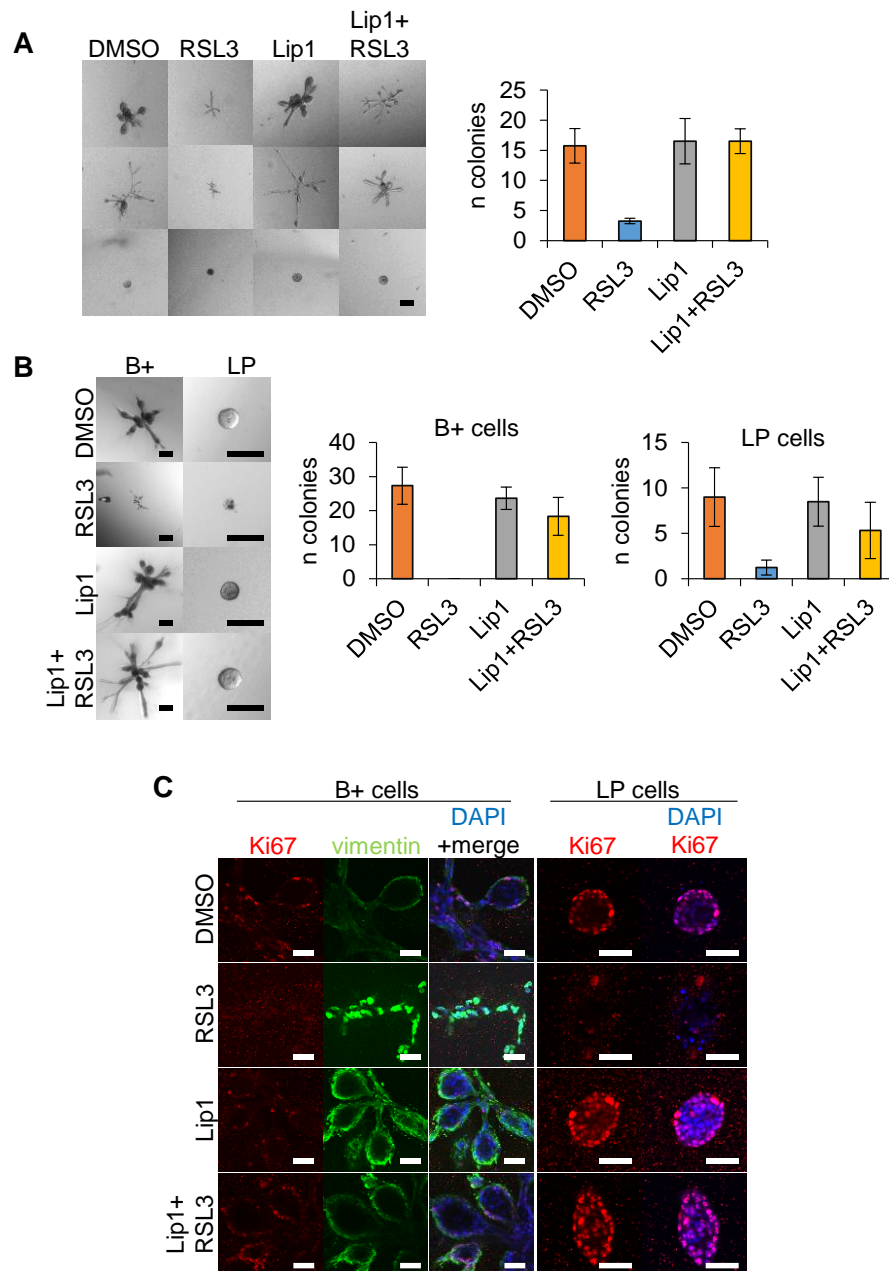 A
DMSO RSL3 Lip1 Lip1+
RSL3
n colonies
25
20
15
10
5
0
DMSO
RSL3
Lip1
Lip1+RSL3
B
B+ LP
DMSO
RSL3
Lip1
Lip1+
RSL3
B+ cells
n colonies
40
30
20
10
0
DMSO
RSL3
Lip1
Lip1+RSL3
LP cells
n colonies
15
10
5
0
DMSO
RSL3
Lip1
Lip1+RSL3
C
B+ cells LP cells
Ki67 vimentin DAPI
+merge
Ki67 DAPI
Ki67
DMSO
RSL3
Lip1
Lip1+
RSL3